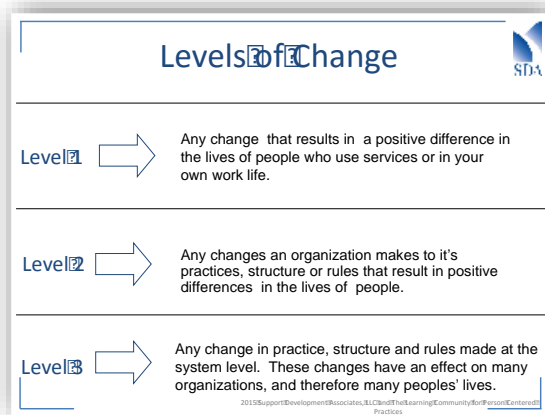 Levels⍰of⍰Change
SDA
Any change that results in a positive difference in
Level⍰1
the lives of people who use services or in your
own work life.
Any changes an organization makes to it's
Level⍰2
practices, structure or rules that result in positive
differences in the lives of people.
Any change in practice, structure and rules made at the
Level⍰3
system level. These changes have an effect on many
organizations, and therefore many peoples' lives.
2015⍰Support⍰Development⍰Associates,⍰LLC⍰and⍰The⍰Learning⍰Community⍰for⍰Person⍰Centered⍰
Practices